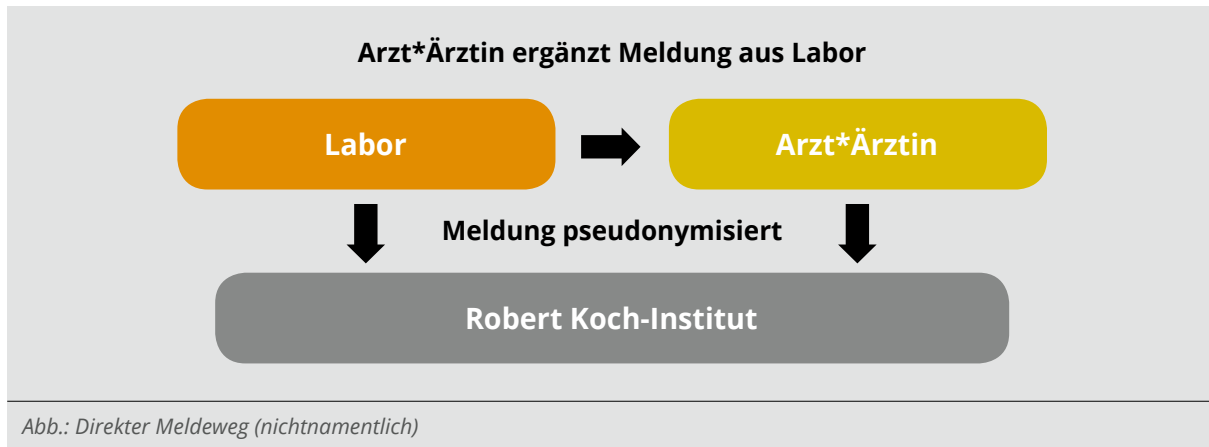 Arzt*Ärztin ergänzt Meldung aus Labor
Labor
Arzt*Ärztin
Meldung pseudonymisiert
Robert Koch-Institut
Abb.: Direkter Meldeweg (nichtnamentlich)